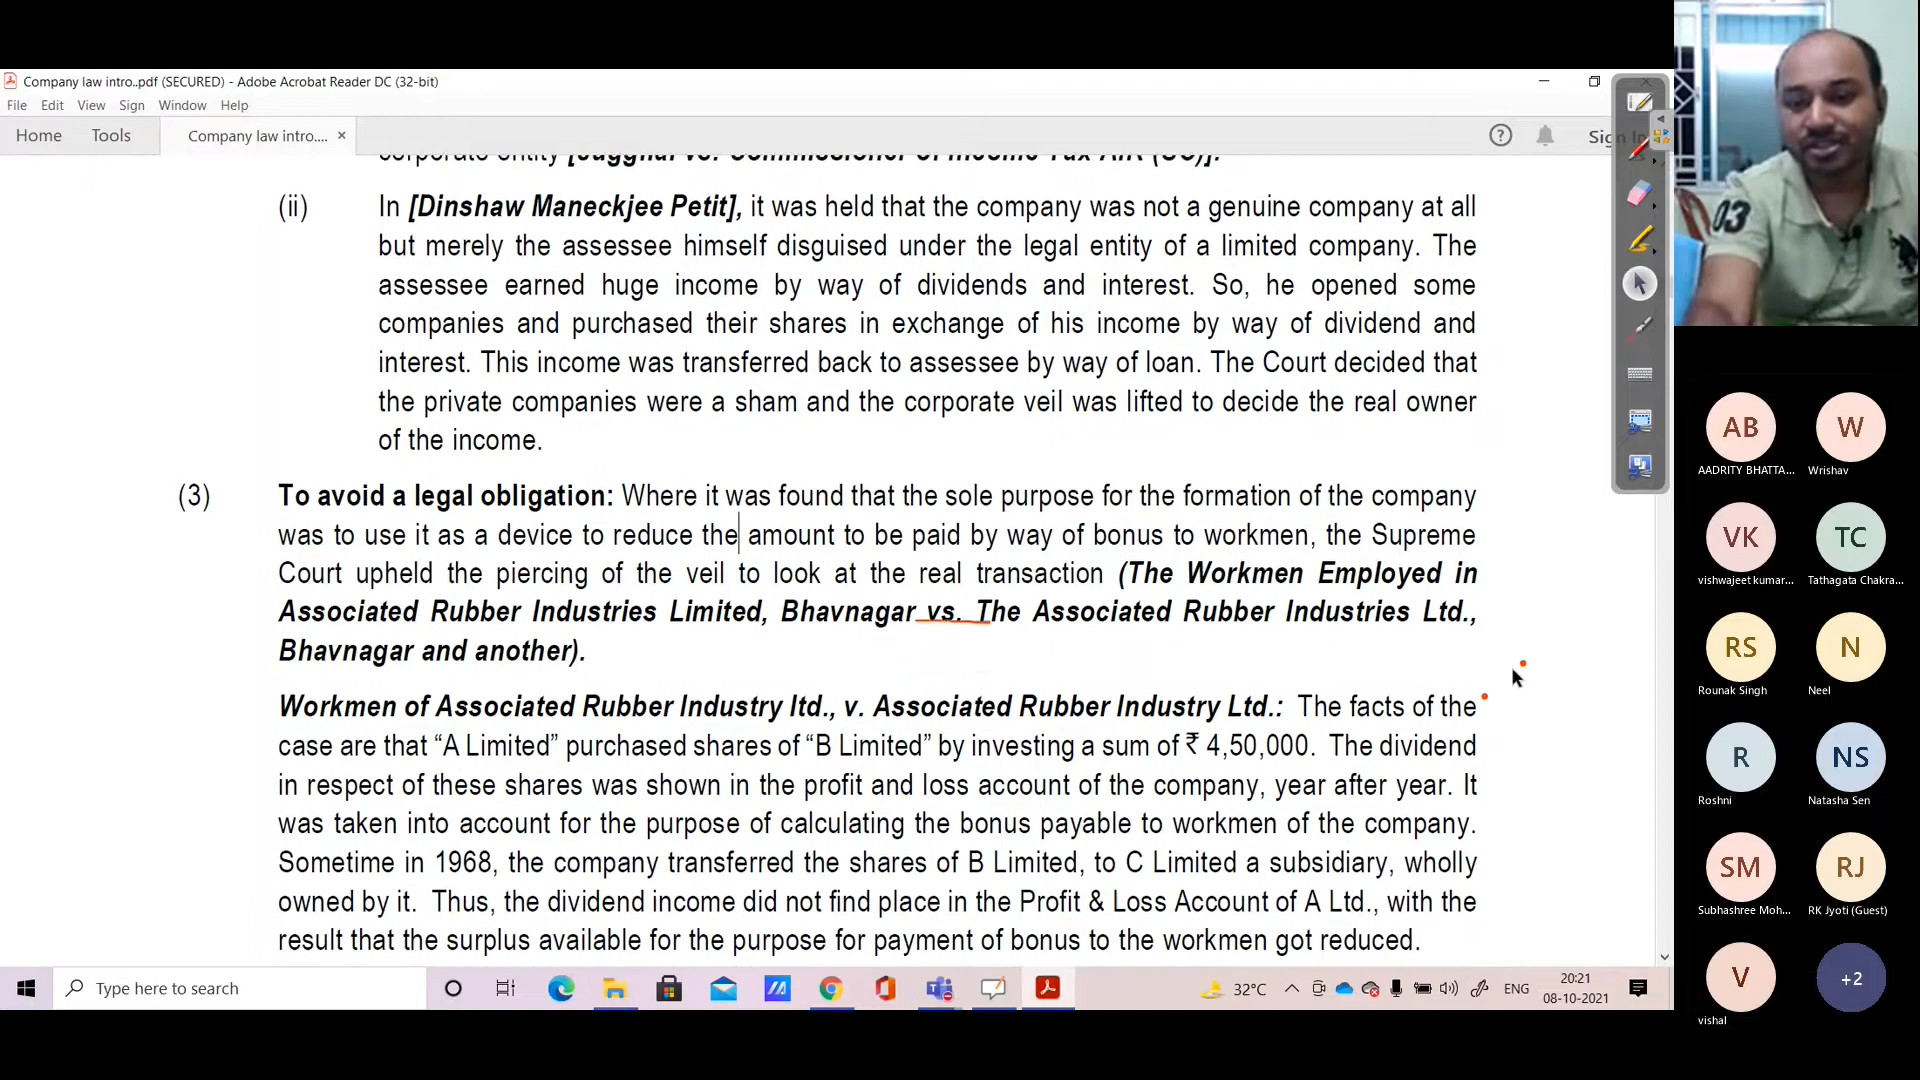 Company law intro..pdf (SECURED) - Adobe Acrobat Reader DC (32-bit)
File Edit View Sign Window Help
Home Tools Company law intro.... × Sign In
corporate entity [Juggilal vs. Commissioner of Income Tax AIR (SC)].
(ii) In [Dinshaw Maneckjee Petit], it was held that the company was not a genuine company at all
but merely the assessee himself disguised under the legal entity of a limited company. The
assessee earned huge income by way of dividends and interest. So, he opened some
companies and purchased their shares in exchange of his income by way of dividend and
interest. This income was transferred back to assessee by way of loan. The Court decided that
the private companies were a sham and the corporate veil was lifted to decide the real owner
of the income.
(3) To avoid a legal obligation: Where it was found that the sole purpose for the formation of the company
was to use it as a device to reduce the amount to be paid by way of bonus to workmen, the Supreme
Court upheld the piercing of the veil to look at the real transaction (The Workmen Employed in
Associated Rubber Industries Limited, Bhavnagar vs. The Associated Rubber Industries Ltd.,
Bhavnagar and another).
Workmen of Associated Rubber Industry ltd., v. Associated Rubber Industry Ltd.: The facts of the
case are that “A Limited” purchased shares of “B Limited” by investing a sum of ₹ 4,50,000. The dividend
in respect of these shares was shown in the profit and loss account of the company, year after year. It
was taken into account for the purpose of calculating the bonus payable to workmen of the company.
Sometime in 1968, the company transferred the shares of B Limited, to C Limited a subsidiary, wholly
owned by it. Thus, the dividend income did not find place in the Profit & Loss Account of A Ltd., with the
result that the surplus available for the purpose for payment of bonus to the workmen got reduced.
Type here to search
32°C ENG
20:21
08-10-2021
03
AB W
AADRITY BHATTA... Wrishav
VK TC
vishwajeet kumar... Tathagata Chakra...
RS N
Rounak Singh Neel
R NS
Roshni Natasha Sen
SM RJ
Subhashree Moh... RK Jyoti (Guest)
V +2
vishal